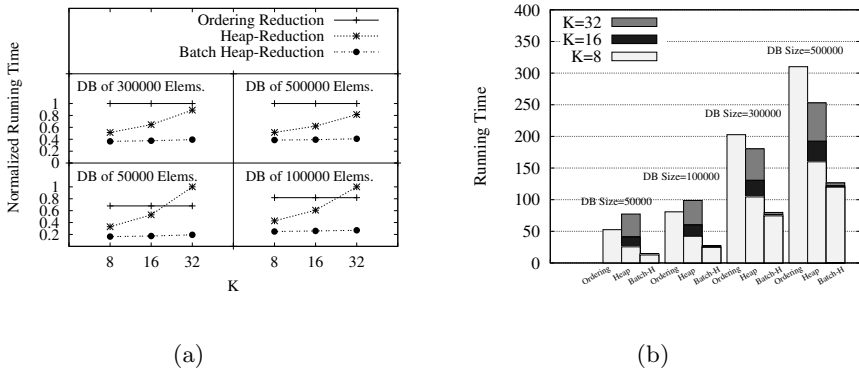 Ordering Reduction
Heap-Reduction
Batch Heap-Reduction
DB of 300000 Elems.
DB of 500000 Elems.
1
0.8
0.6
0.4
0.2
0
DB of 50000 Elems.
DB of 100000 Elems.
1
0.8
0.6
0.4
0.2
8 16 32 8 16 32
K
Normalized Running Time
(a)
400
350
300
250
200
150
100
50
0
Running Time
K=32
K=16
K=8
DB Size=500000
DB Size=300000
DB Size=100000
DB Size=50000
Ordering Heap Batch-H Ordering Heap Batch-H Ordering Heap Batch-H Ordering Heap Batch-H
(b)